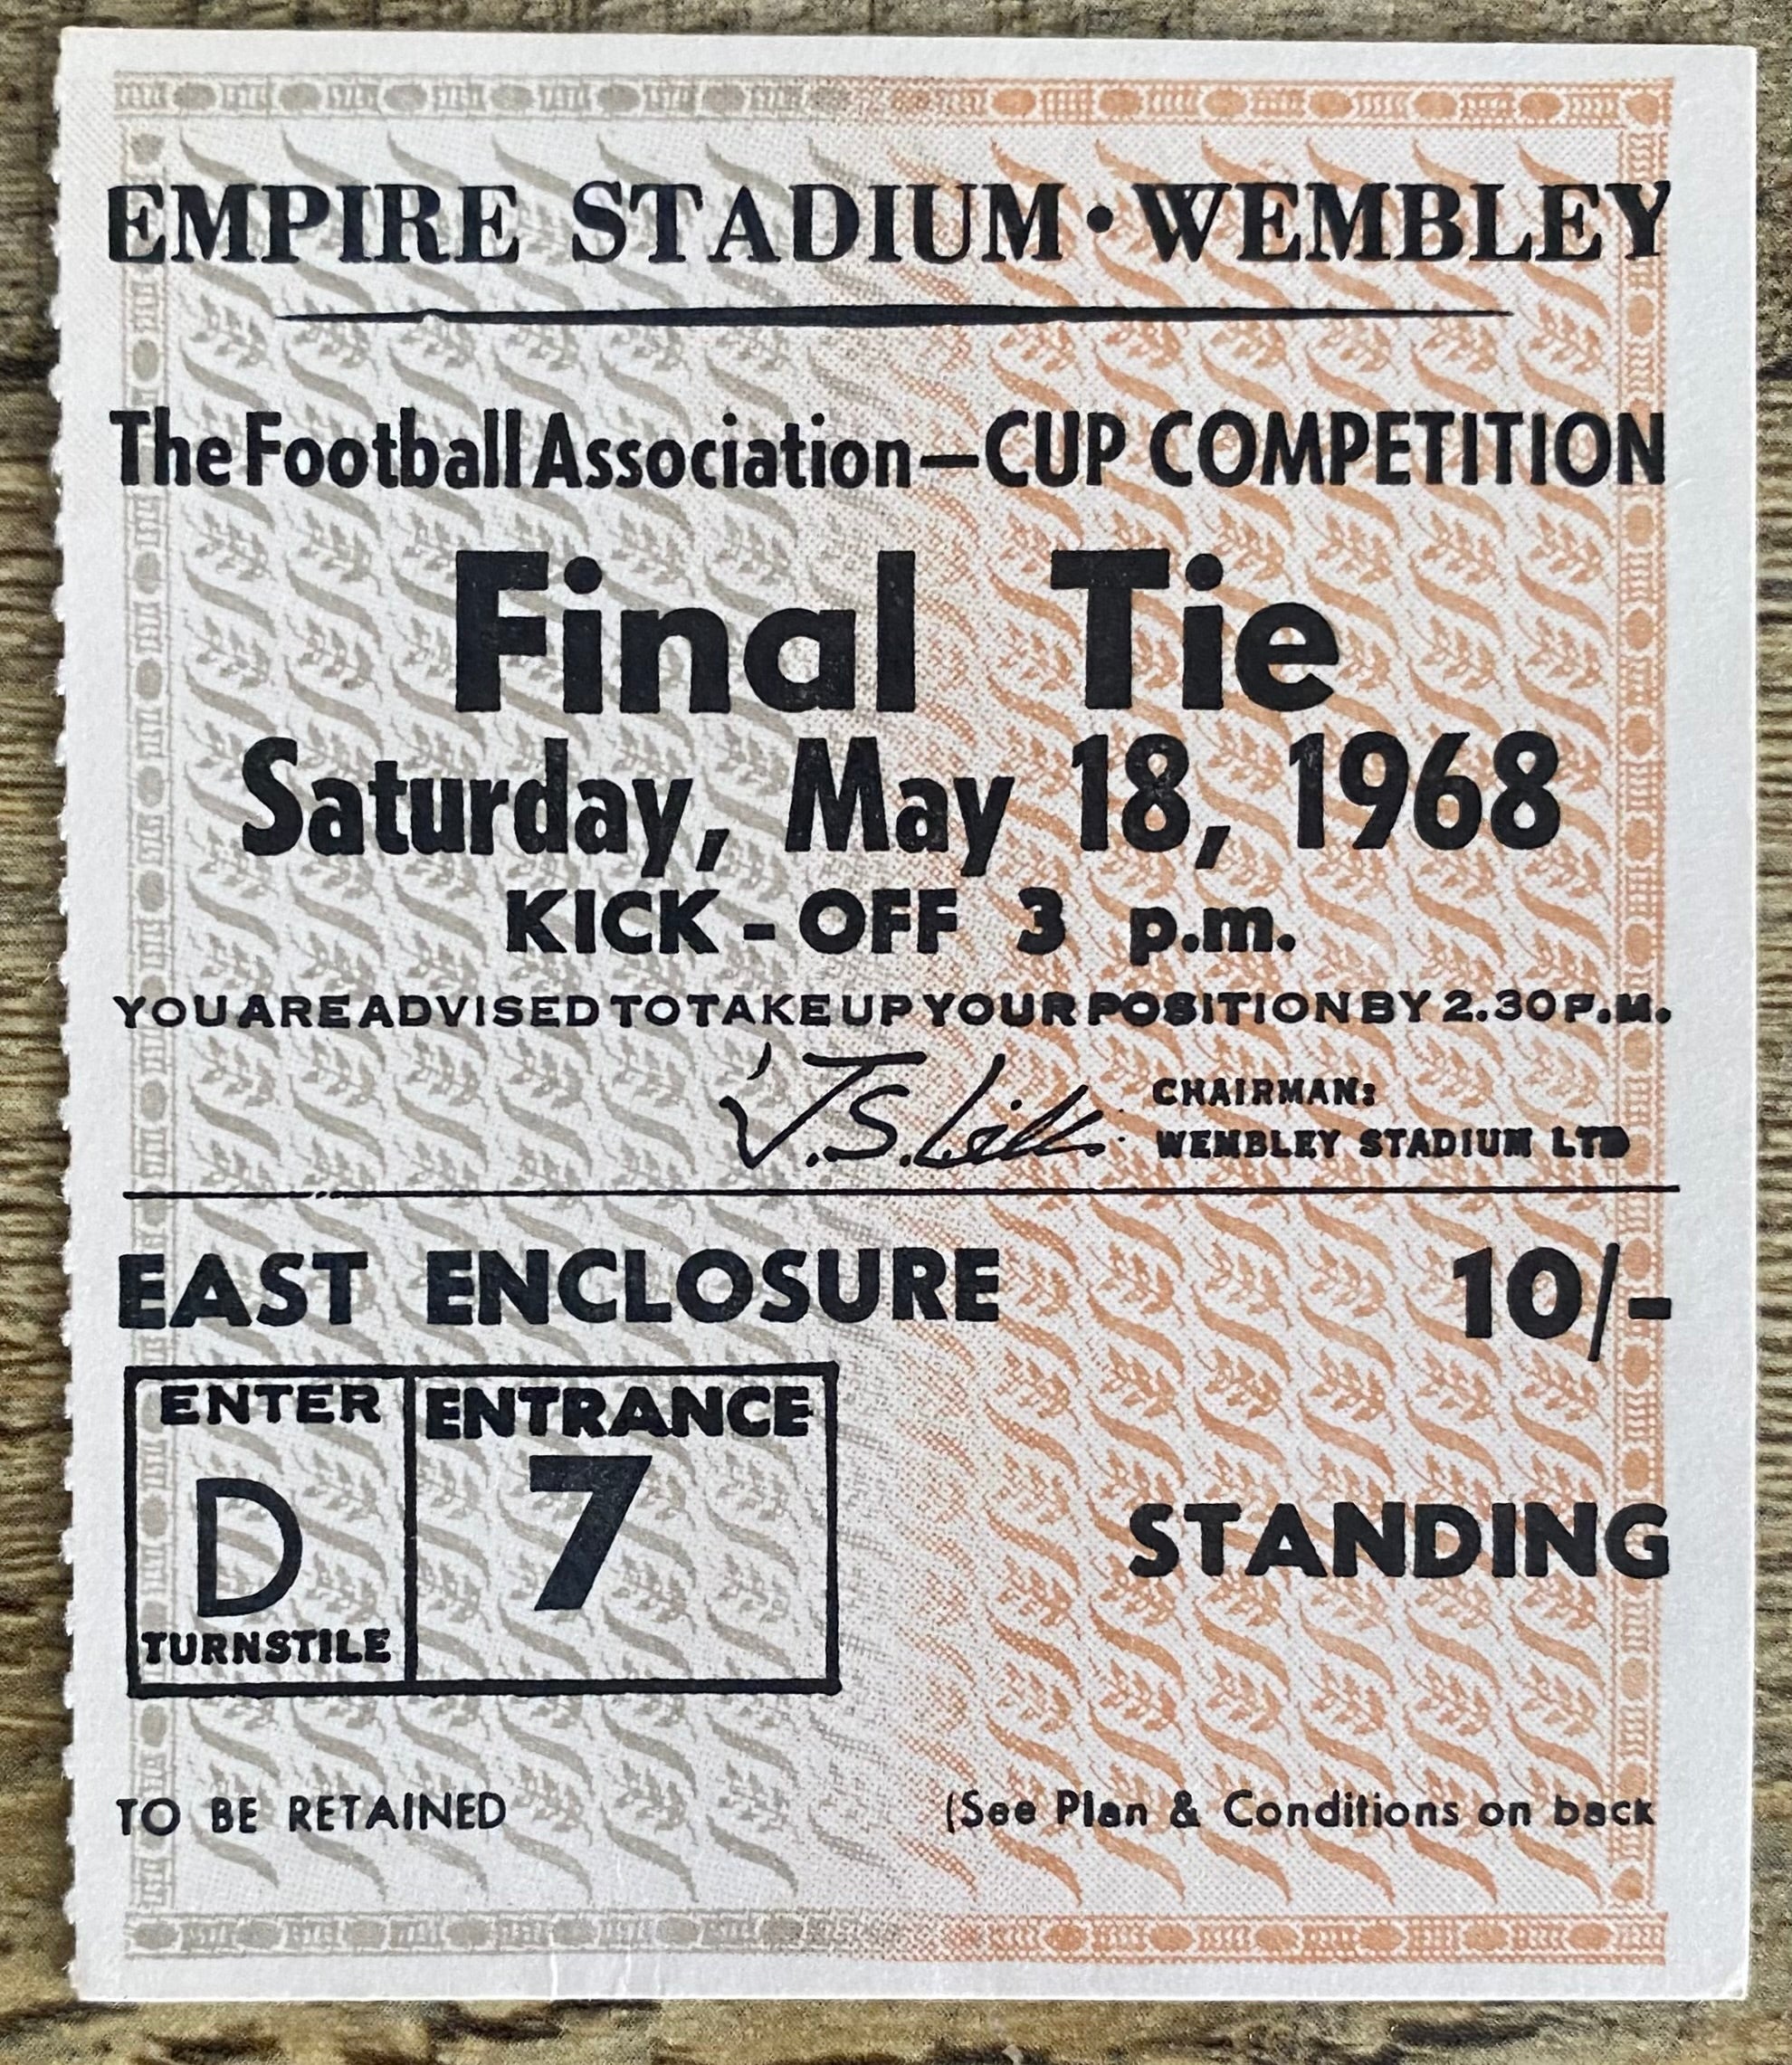 EMPIRE STADIUM • WEMBLEY
The Football Association—CUP COMPETITION
Final Tie
Saturday, May 18, 1968
KICK - OFF 3 p.m.
YOU ARE ADVISED TO TAKE UP YOUR POSITION BY 2.30 P.M.
CHAIRMAN:
WEMBLEY STADIUM LTD
EAST ENCLOSURE 10/-
ENTER ENTRANCE
D 7
TURNSTILE
STANDING
TO BE RETAINED (See Plan & Conditions on back